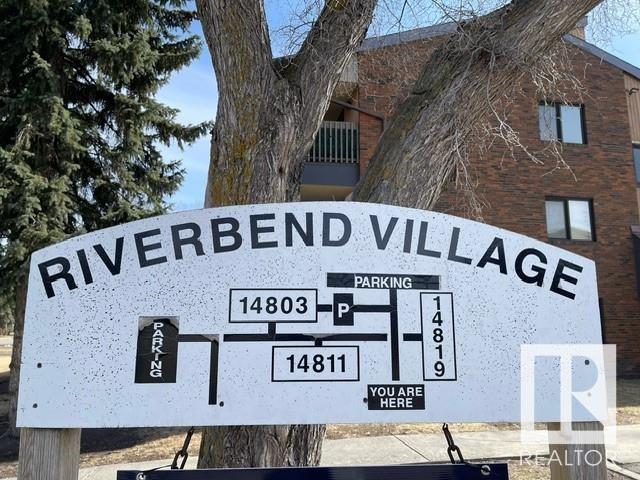 RIVERBEND VILLAGE
PARKING
14803
P
14819
PARKING
14811
YOU ARE
HERE
R
REALTOR